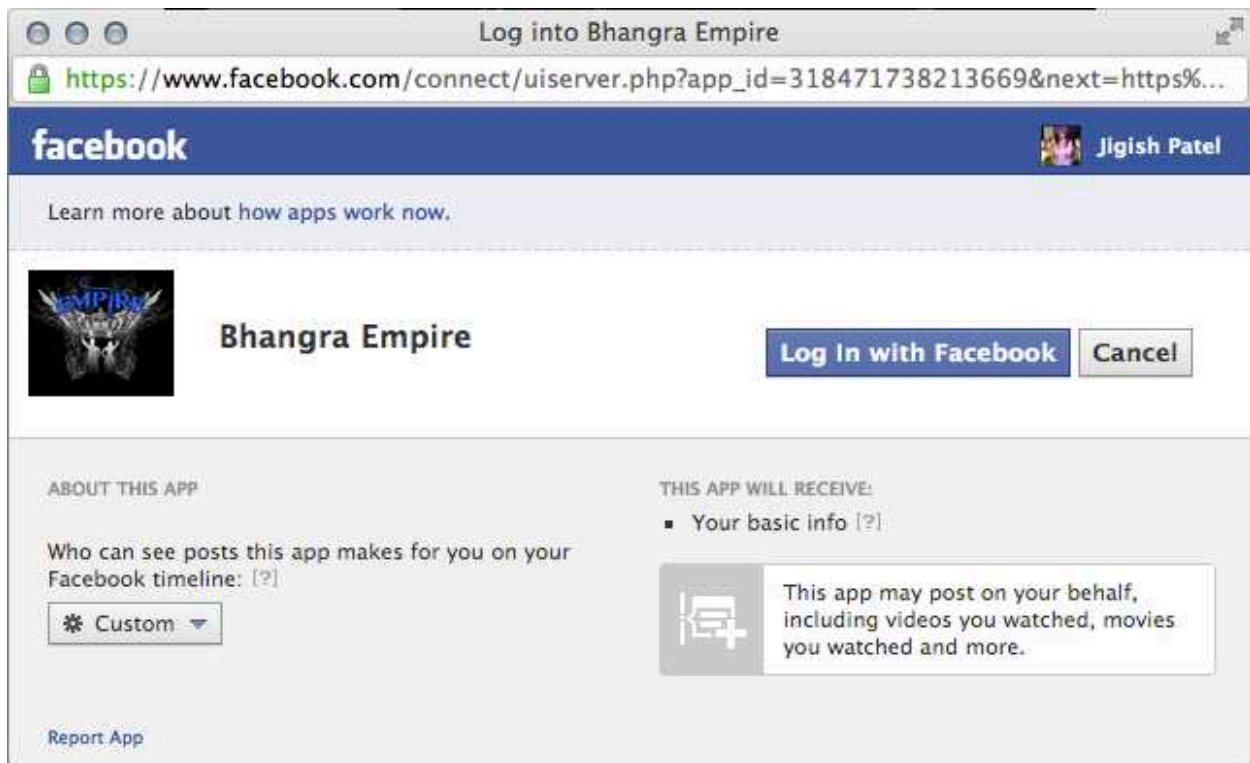 Log into Bhangra Empire
https://www.facebook.com/connect/uiserver.php?app_id=318471738213669&next=https%...
facebook
Jigish Patel
Learn more about how apps work now.
EMPIRE
Bhangra Empire
Log In with Facebook
Cancel
ABOUT THIS APP
Who can see posts this app makes for you on your
Facebook timeline: [?]
Custom
THIS APP WILL RECEIVE:
▪ Your basic info [?]
This app may post on your behalf,
including videos you watched, movies
you watched and more.
Report App